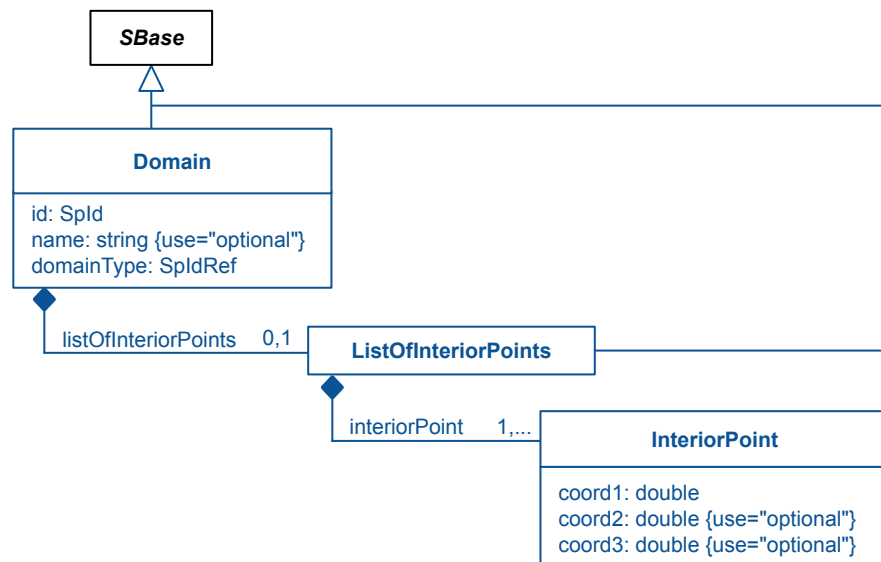 SBase
Domain
id: SpId
name: string {use="optional"}
domainType: SpIdRef
listOfInteriorPoints 0,1
ListOfInteriorPoints
interiorPoint 1,...
InteriorPoint
coord1: double
coord2: double {use="optional"}
coord3: double {use="optional"}